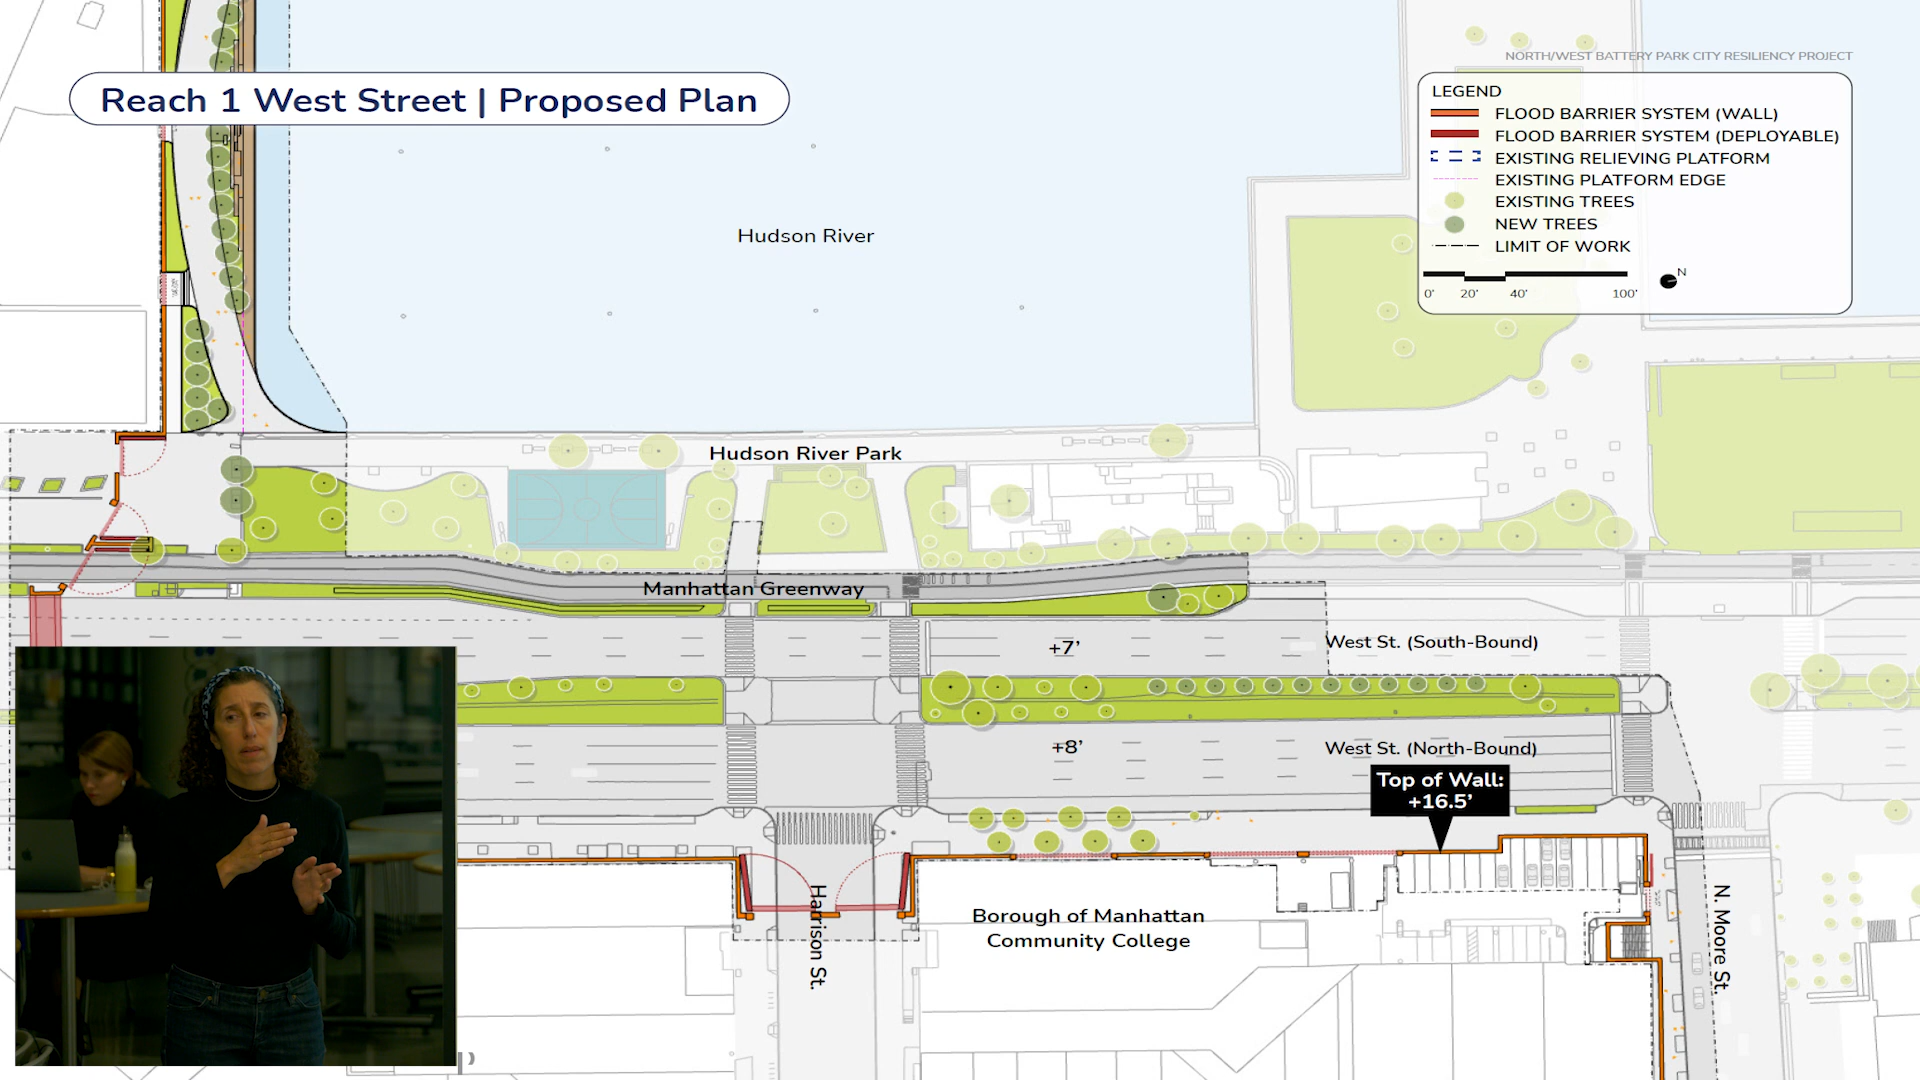 NORTH/WEST BATTERY PARK CITY RESILIENCY PROJECT
Reach 1 West Street | Proposed Plan
LEGEND
FLOOD BARRIER SYSTEM (WALL)
FLOOD BARRIER SYSTEM (DEPLOYABLE)
EXISTING RELIEVING PLATFORM
EXISTING PLATFORM EDGE
EXISTING TREES
NEW TREES
LIMIT OF WORK
N
0' 20' 40' 100'
Hudson River
Hudson River Park
Manhattan Greenway
+7'
West St. (South-Bound)
+8'
West St. (North-Bound)
Top of Wall:
+16.5'
Harrison St.
Borough of Manhattan
Community College
N. Moore St.